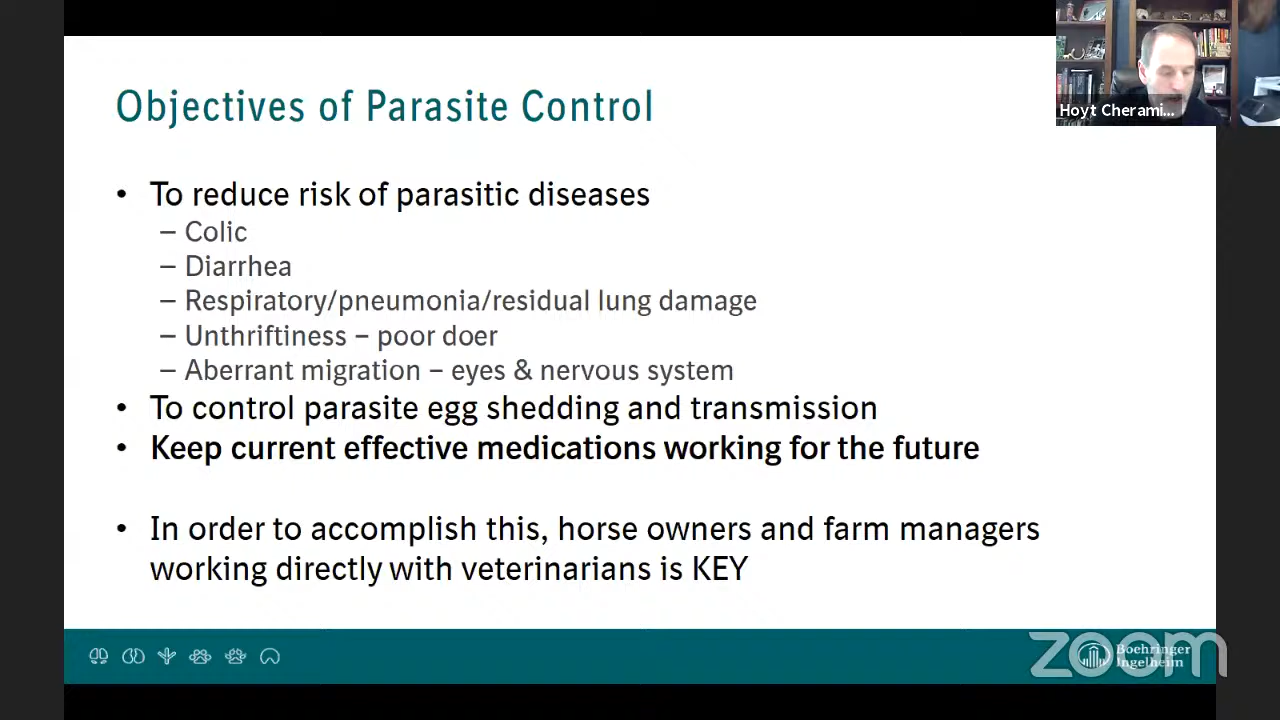 Objectives of Parasite Control
Hoyt Cherami...
• To reduce risk of parasitic diseases
– Colic
– Diarrhea
– Respiratory/pneumonia/residual lung damage
– Unthriftiness – poor doer
– Aberrant migration – eyes & nervous system
• To control parasite egg shedding and transmission
• Keep current effective medications working for the future
• In order to accomplish this, horse owners and farm managers
working directly with veterinarians is KEY
zoom
Boehringer
Ingelheim